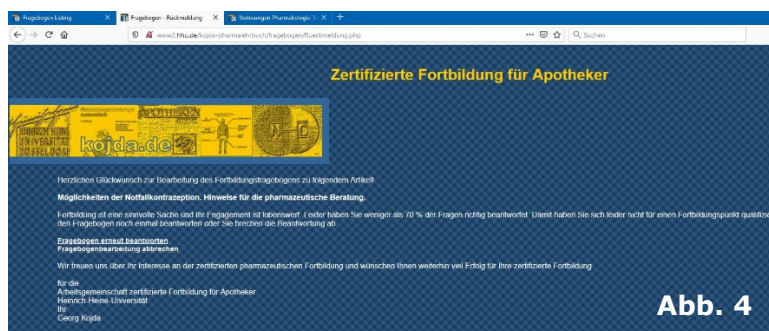 Fragebogen Listing
Fragebogen - Rückmeldung
Vorlesungen Pharmakologie
www2.hhu.de/kojda-pharmalehrbuch/fragebogen/Rueckmeldung.php
Suchen
Zertifizierte Fortbildung für Apotheker
APOTHEKEN
HEINRICH HEINE
UNIVERSITÄT
DÜSSELDORF
kojda.de
Herzlichen Glückwunsch zur Bearbeitung des Fortbildungsfragebogens zu folgendem Artikel!
Möglichkeiten der Notfallkontrazeption. Hinweise für die pharmazeutische Beratung.
Fortbildung ist eine sinnvolle Sache und Ihr Engagement ist lobenswert. Leider haben Sie weniger als 70 % der Fragen richtig beantwortet. Damit haben Sie sich leider nicht für einen Fortbildungspunkt
den Fragebogen noch einmal beantworten oder Sie brechen die Beantwortung ab.
Fragebogen erneut beantworten
Fragebogenbearbeitung abbrechen
Wir freuen uns über Ihr Interesse an der zertifizierten pharmazeutischen Fortbildung und wünschen Ihnen weiterhin viel Erfolg für Ihre zertifizierte Fortbildung
für die
Arbeitsgemeinschaft zertifizierte Fortbildung für Apotheker
Heinrich-Heine-Universität
Ihr
Georg Kojda
Abb. 4